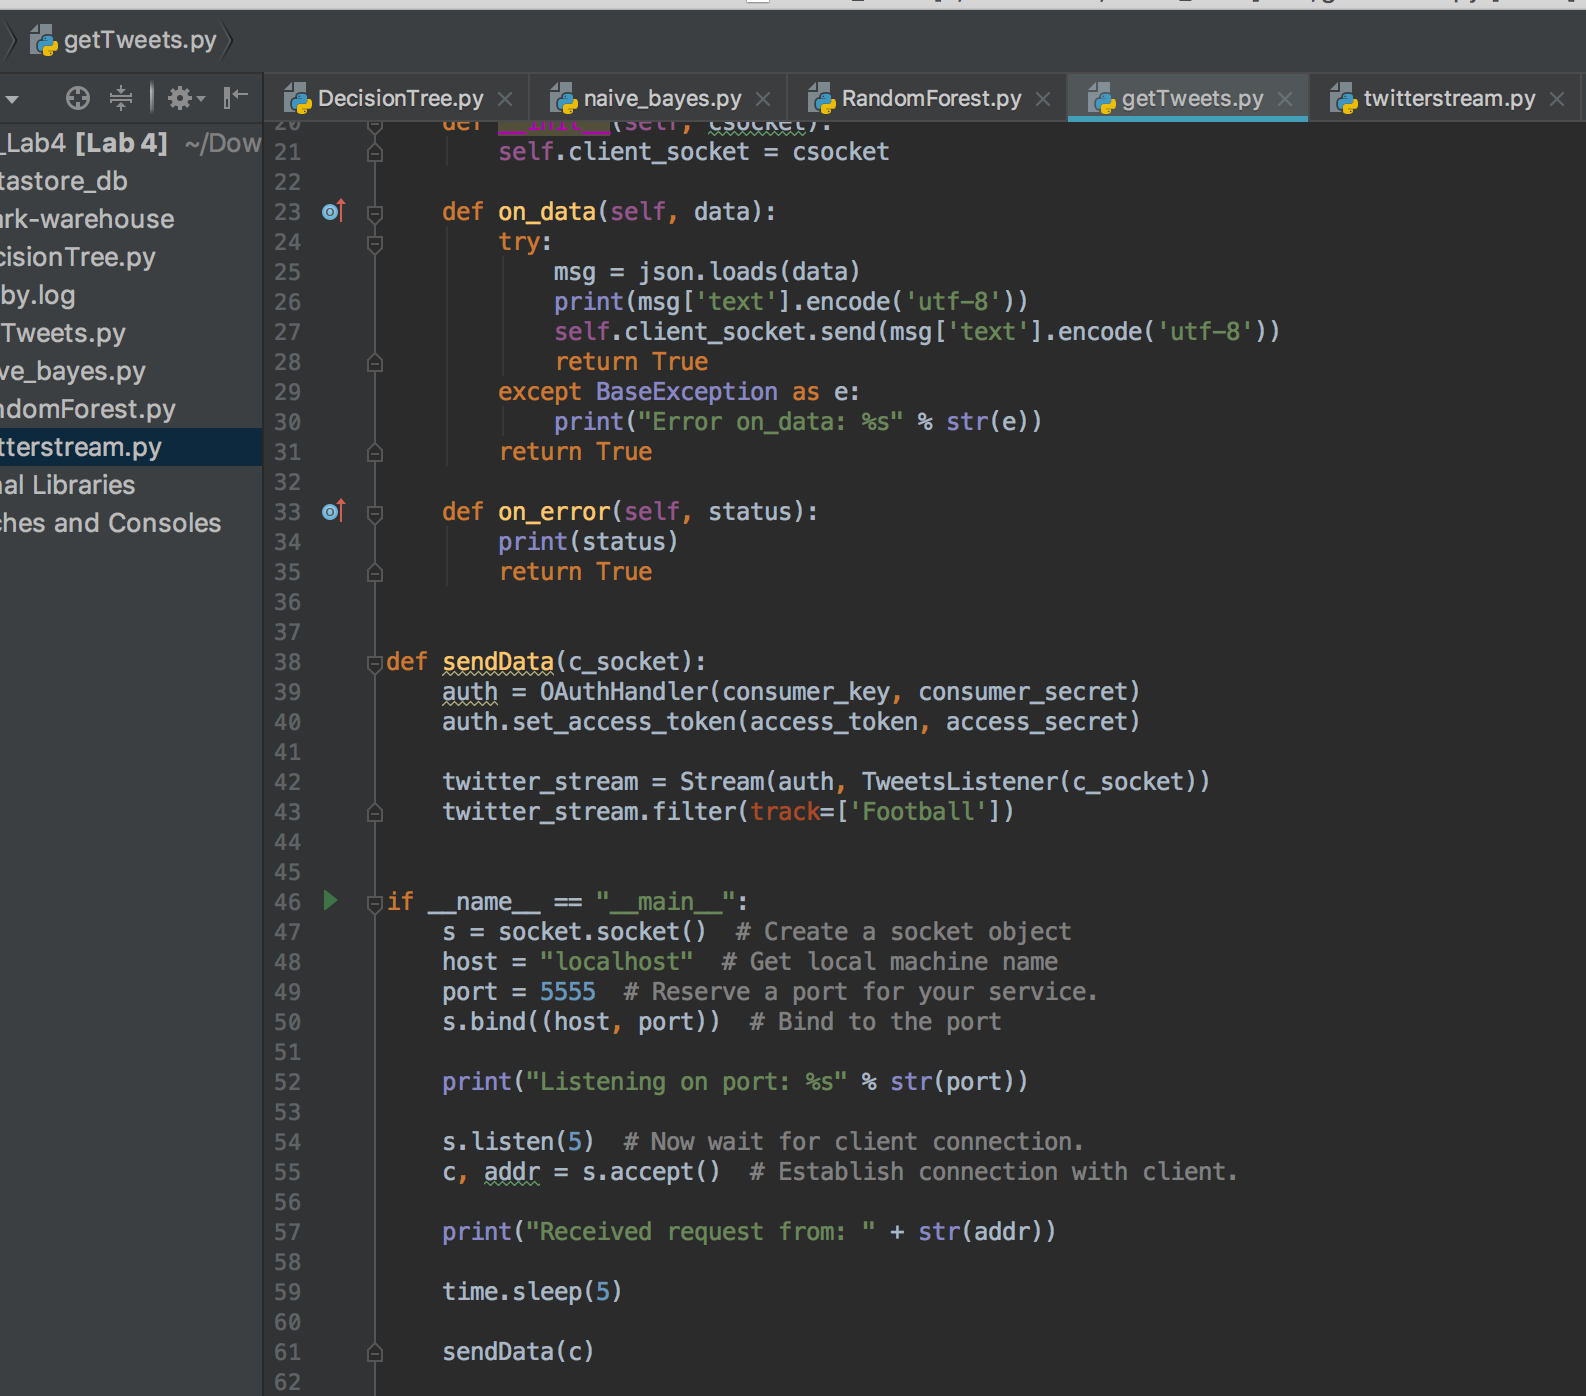 getTweets.py
DecisionTree.py
naive_bayes.py
RandomForest.py
getTweets.py
twitterstream.py
_Lab4 [Lab 4] ~/Dow
tastore_db
ark-warehouse
cisionTree.py
by.log
Tweets.py
ve_bayes.py
ndomForest.py
itterstream.py
nal Libraries
ches and Consoles
20 def __init__(self, csocket):
21 self.client_socket = csocket
22
23 def on_data(self, data):
24 try:
25 msg = json.loads(data)
26 print(msg['text'].encode('utf-8'))
27 self.client_socket.send(msg['text'].encode('utf-8'))
28 return True
29 except BaseException as e:
30 print("Error on_data: %s" % str(e))
31 return True
32
33 def on_error(self, status):
34 print(status)
35 return True
36
37
38 def sendData(c_socket):
39 auth = OAuthHandler(consumer_key, consumer_secret)
40 auth.set_access_token(access_token, access_secret)
41
42 twitter_stream = Stream(auth, TweetsListener(c_socket))
43 twitter_stream.filter(track=['Football'])
44
45
46 if __name__ == "__main__":
47 s = socket.socket() # Create a socket object
48 host = "localhost" # Get local machine name
49 port = 5555 # Reserve a port for your service.
50 s.bind((host, port)) # Bind to the port
51
52 print("Listening on port: %s" % str(port))
53
54 s.listen(5) # Now wait for client connection.
55 c, addr = s.accept() # Establish connection with client.
56
57 print("Received request from: " + str(addr))
58
59 time.sleep(5)
60
61 sendData(c)
62